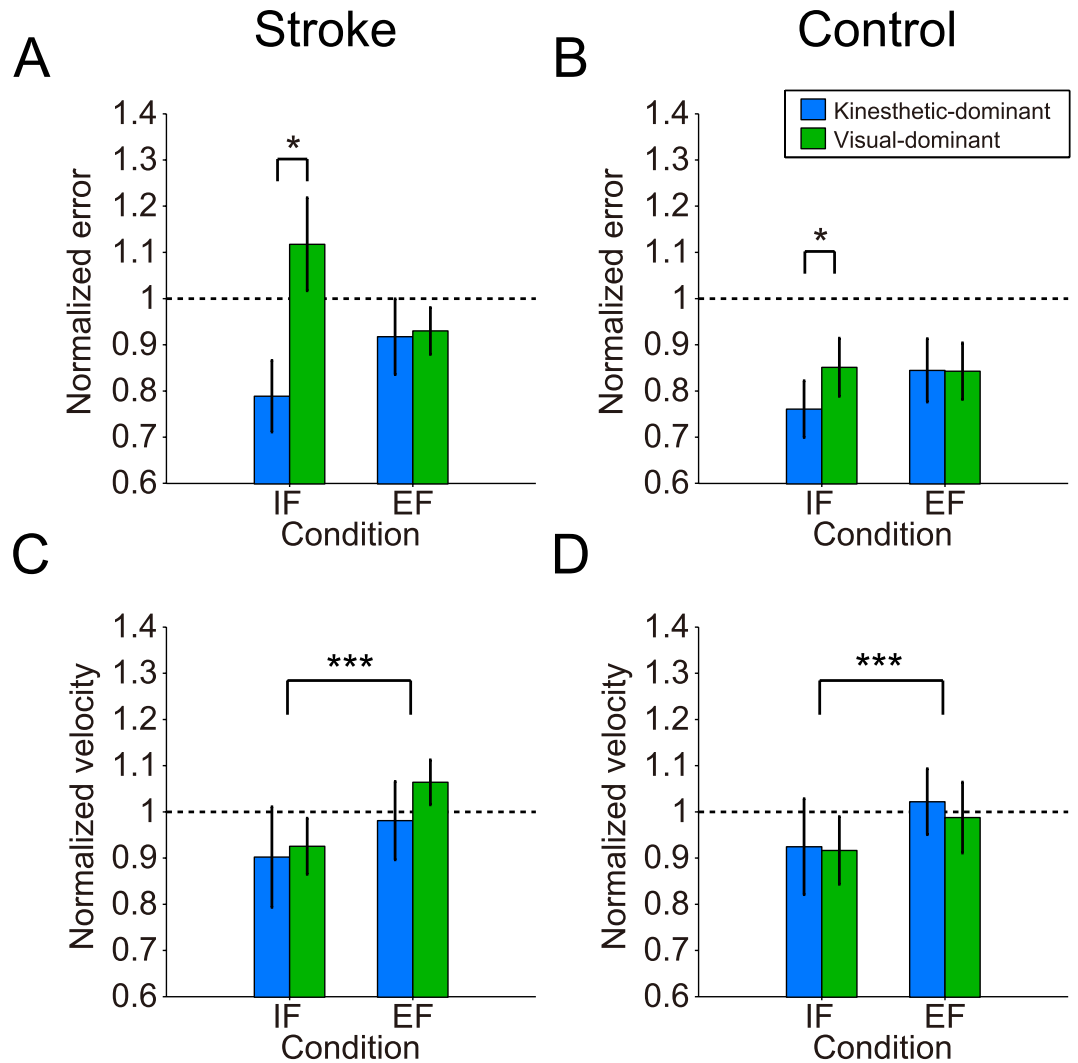 Stroke
Control
A
B
Kinesthetic-dominant
Visual-dominant
Normalized error
1.4
1.3
1.2
1.1
1
0.9
0.8
0.7
0.6
*
IF
EF
Condition
Normalized error
1.4
1.3
1.2
1.1
1
0.9
0.8
0.7
0.6
*
IF
EF
Condition
C
D
Normalized velocity
1.4
1.3
1.2
1.1
1
0.9
0.8
0.7
0.6
***
IF
EF
Condition
Normalized velocity
1.4
1.3
1.2
1.1
1
0.9
0.8
0.7
0.6
***
IF
EF
Condition